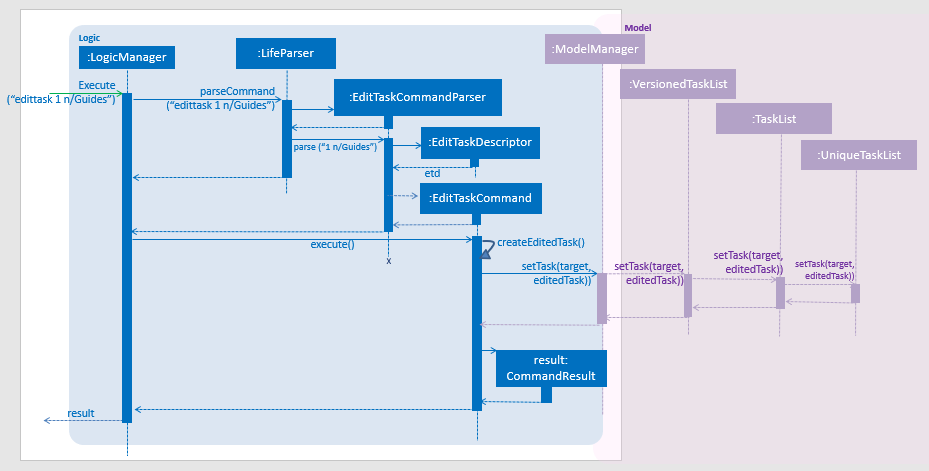 Logic
Model
:LogicManager
:LifeParser
:ModelManager
:VersionedTaskList
:TaskList
:UniqueTaskList
Execute
("edittask 1 n/Guides")
parseCommand
("edittask 1 n/Guides")
:EditTaskCommandParser
parse ("1 n/Guides")
:EditTaskDescriptor
etd
:EditTaskCommand
execute()
createEditedTask()
x
setTask(target,
editedTask))
setTask(target,
editedTask))
setTask(target,
editedTask))
setTask(target,
editedTask))
result:
CommandResult
result